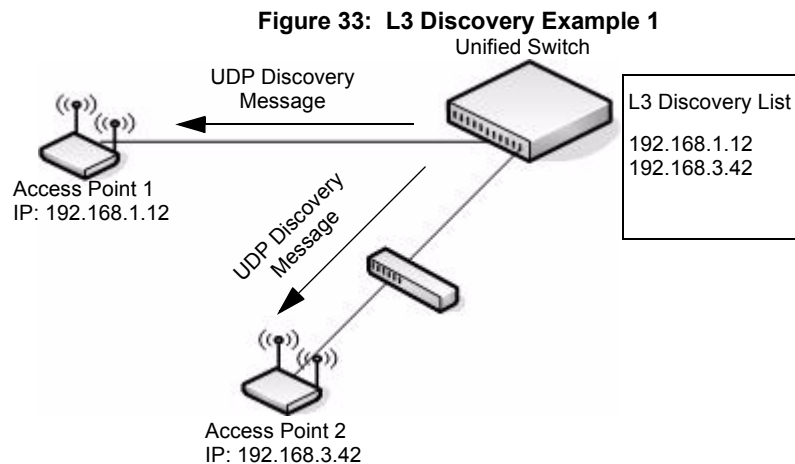 Figure 33: L3 Discovery Example 1
Unified Switch
UDP Discovery
Message
L3 Discovery List
192.168.1.12
192.168.3.42
Access Point 1
IP: 192.168.1.12
UDP Discovery
Message
Access Point 2
IP: 192.168.3.42